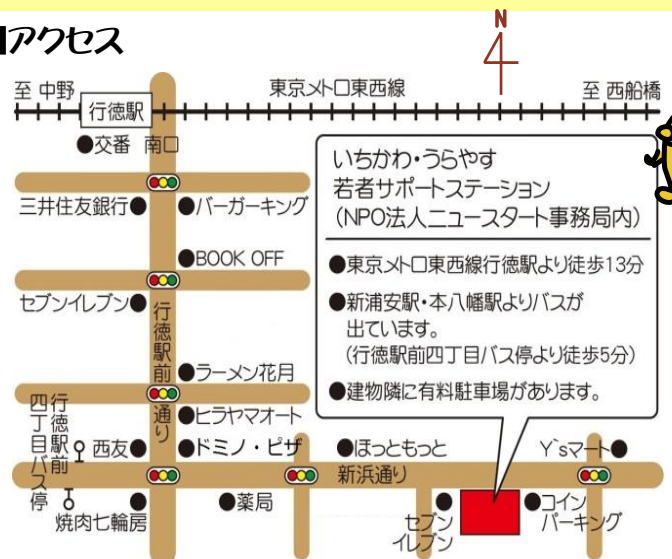 アクセス
N
至 中野
行徳駅
東京メトロ東西線
至 西船橋
●交番 南口
三井住友銀行●
●バーガーキング
●BOOK OFF
セブンイレブン●
行徳駅前通り
●ラーメン花月
●ヒラヤマオート
●ドミノ・ピザ
行徳駅前
四丁目バス停
西友●
焼肉七輪房
●薬局
●ほっともっと
新浜通り
Y`sマート●
セブン
イレブン
●コイン
パーキング
いちかわ・うらやす
若者サポートステーション
(NPO法人ニュースタート事務局内)
●東京メトロ東西線行徳駅より徒歩13分
●新浦安駅・本八幡駅よりバスが
出ています。
(行徳駅前四丁目バス停より徒歩5分)
●建物隣に有料駐車場があります。